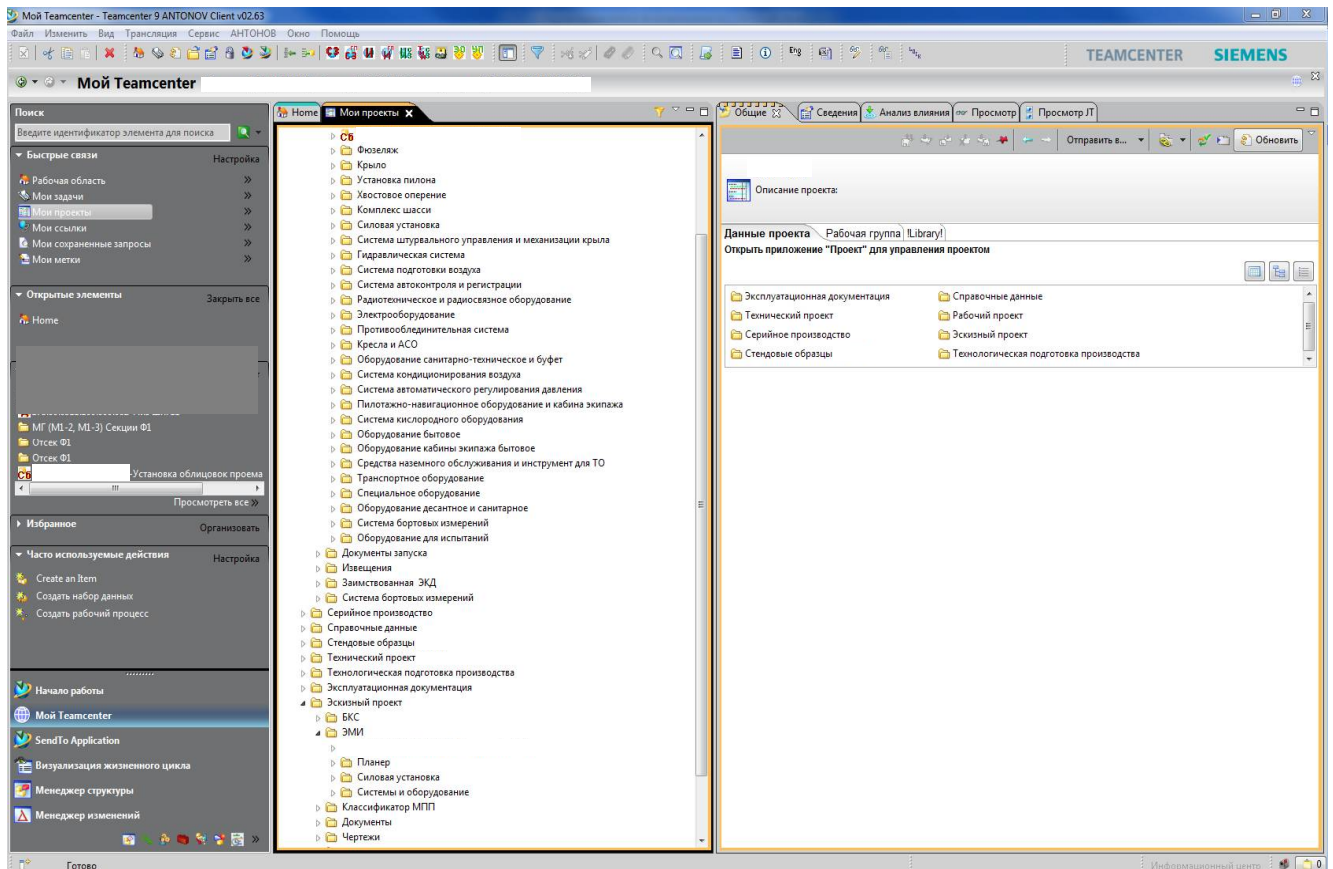 Мой Teamcenter - Teamcenter 9 ANTONOV Client v02.63
Файл Изменить Вид Трансляция Сервис АНТОНОВ Окно Помощь
TEAMCENTER SIEMENS
Мой Teamcenter
Поиск
Введите идентификатор элемента для поиска
Быстрые связи Настройка
Рабочая область
Мои задачи
Мои проекты
Мои ссылки
Мои сохраненные запросы
Мои метки
Открытые элементы Закрыть все
Home
МГ (М1-2, М1-3) Секции Ф1
Отсек Ф1
Отсек Ф1
Сб -Установка облицовок проема
Просмотреть все
Избранное Организовать
Часто используемые действия Настройка
Create an Item
Создать набор данных
Создать рабочий процесс
Начало работы
Мой Teamcenter
SendTo Application
Визуализация жизненного цикла
Менеджер структуры
Менеджер изменений
Готово
Home Мои проекты
Сб
Фюзеляж
Крыло
Установка пилона
Хвостовое оперение
Комплекс шасси
Силовая установка
Система штурвального управления и механизации крыла
Гидравлическая система
Система подготовки воздуха
Система автоконтроля и регистрации
Радиотехническое и радиосвязное оборудование
Электрооборудование
Противооблединительная система
Кресла и АСО
Оборудование санитарно-техническое и буфет
Система кондиционирования воздуха
Система автоматического регулирования давления
Пилотажно-навигационное оборудование и кабина экипажа
Система кислородного оборудования
Оборудование бытовое
Оборудование кабины экипажа бытовое
Средства наземного обслуживания и инструмент для ТО
Транспортное оборудование
Специальное оборудование
Оборудование десантное и санитарное
Система бортовых измерений
Оборудование для испытаний
Документы запуска
Извещения
Заимствованная ЭКД
Система бортовых измерений
Серийное производство
Справочные данные
Стендовые образцы
Технический проект
Технологическая подготовка производства
Эксплуатационная документация
Эскизный проект
БКС
ЭМИ
Планер
Силовая установка
Системы и оборудование
Классификатор МПП
Документы
Чертежи
Общие Сведения Анализ влияния Просмотр Просмотр JT
Отправить в... Обновить
Описание проекта:
Данные проекта Рабочая группа !Library!
Открыть приложение "Проект" для управления проектом
Эксплуатационная документация Справочные данные
Технический проект Рабочий проект
Серийное производство Эскизный проект
Стендовые образцы Технологическая подготовка производства
Информационный центр 0